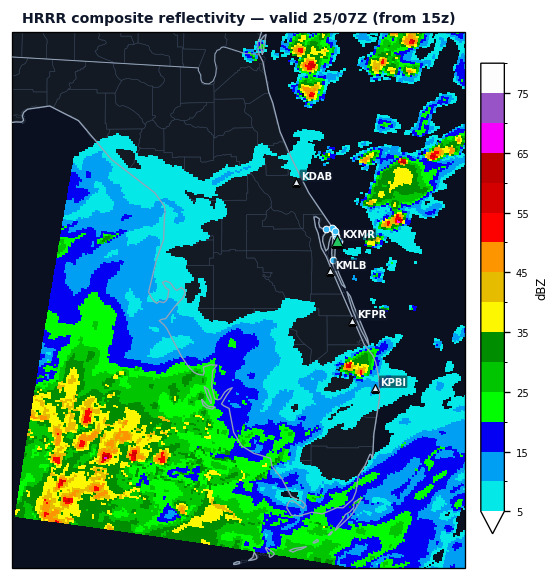 HRRR composite reflectivity — valid 25/07Z (from 15z)
KDAB
KXMR
KMLB
KFPR
KPBI
75
65
55
45
35
25
15
5
dBZ